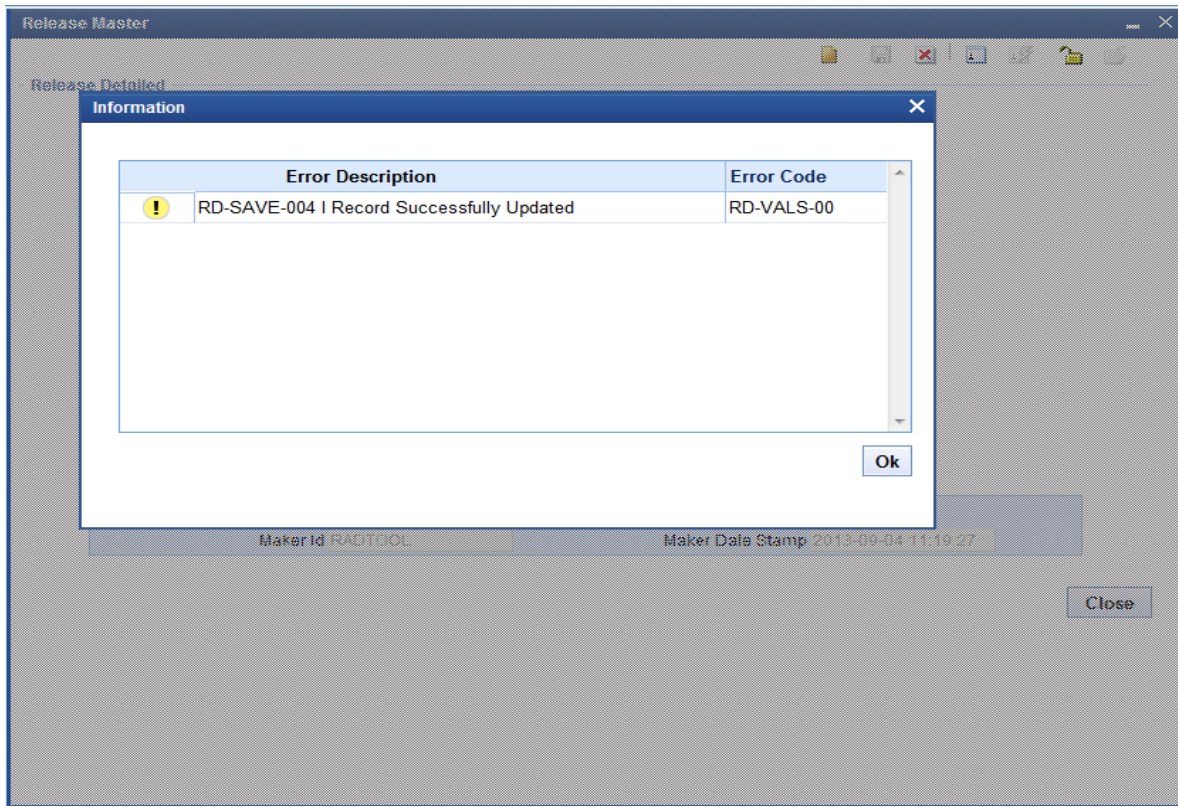 Release Master
Release Detailed
Information
Error Description Error Code
! RD-SAVE-004 I Record Successfully Updated RD-VALS-00
Ok
Maker Id RADTOOL Maker Date Stamp 2013-09-04 11:19:27
Close